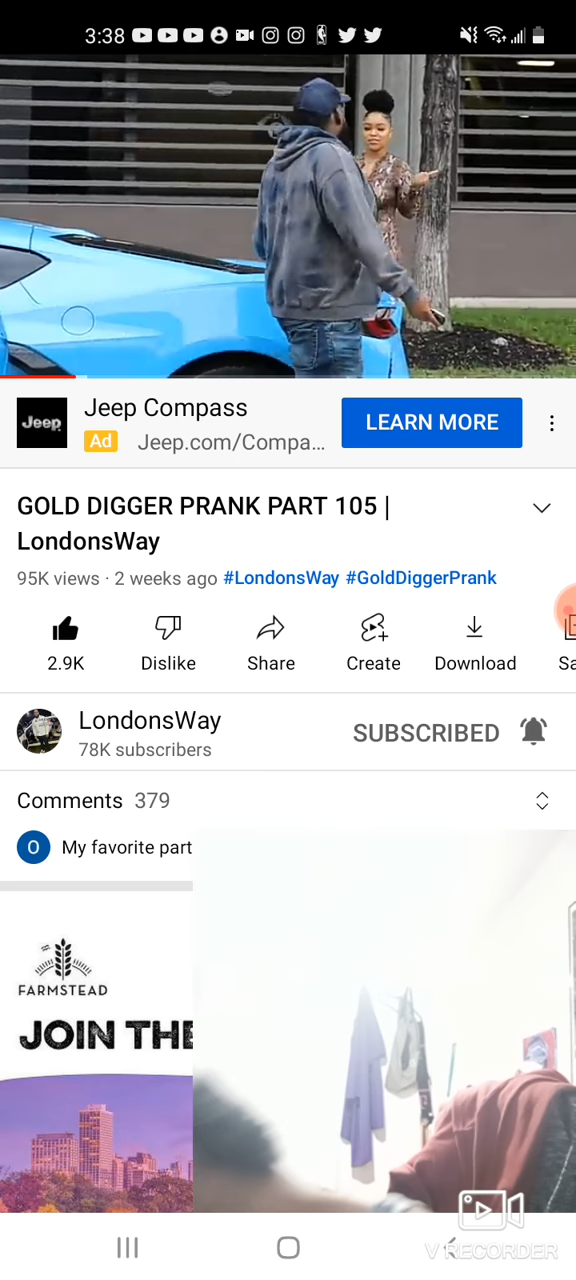 3:38
Jeep
Jeep Compass
Ad Jeep.com/Compa...
LEARN MORE
GOLD DIGGER PRANK PART 105 |
LondonsWay
95K views · 2 weeks ago #LondonsWay #GoldDiggerPrank
2.9K Dislike Share Create Download Sa
LondonsWay
78K subscribers
SUBSCRIBED
Comments 379
O My favorite part
FARMSTEAD
JOIN THE
V RECORDER